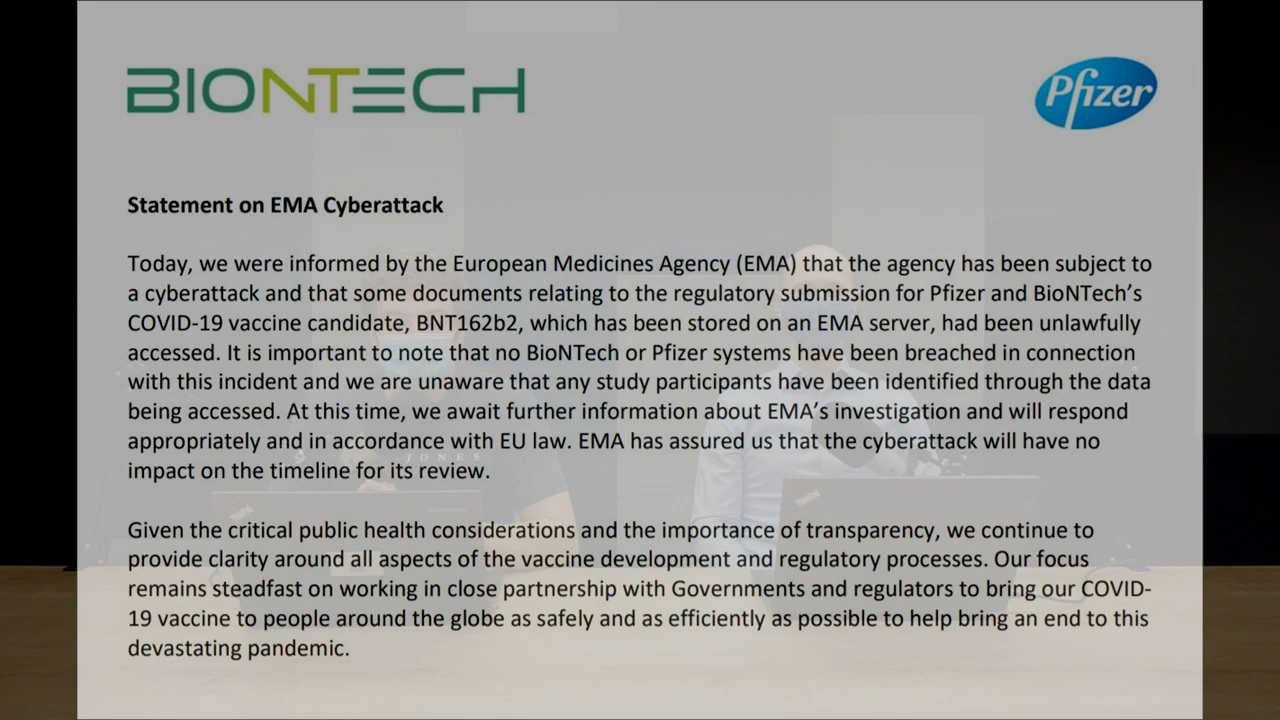 BIONTECH
Pfizer
Statement on EMA Cyberattack
Today, we were informed by the European Medicines Agency (EMA) that the agency has been subject to
a cyberattack and that some documents relating to the regulatory submission for Pfizer and BioNTech’s
COVID-19 vaccine candidate, BNT162b2, which has been stored on an EMA server, had been unlawfully
accessed. It is important to note that no BioNTech or Pfizer systems have been breached in connection
with this incident and we are unaware that any study participants have been identified through the data
being accessed. At this time, we await further information about EMA’s investigation and will respond
appropriately and in accordance with EU law. EMA has assured us that the cyberattack will have no
impact on the timeline for its review.
JONES
Given the critical public health considerations and the importance of transparency, we continue to
provide clarity around all aspects of the vaccine development and regulatory processes. Our focus
remains steadfast on working in close partnership with Governments and regulators to bring our COVID-
19 vaccine to people around the globe as safely and as efficiently as possible to help bring an end to this
devastating pandemic.